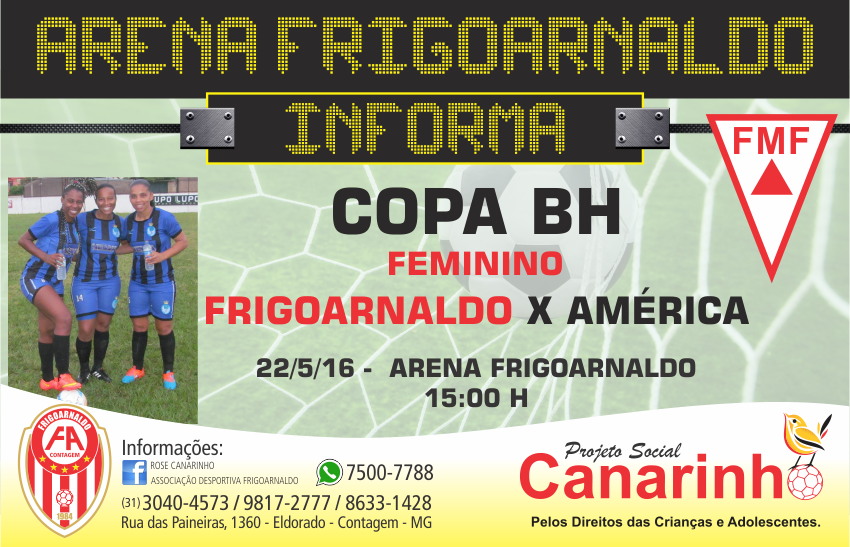 ARENA FRIGOARNALDO
INFORMA
FMF
COPA BH
FEMININO
FRIGOARNALDO X AMÉRICA
22/5/16 - ARENA FRIGOARNALDO
15:00 H
FRIGOARNALDO
FA
CONTAGEM
1984
Informações:
ROSE CANARINHO
ASSOCIAÇÃO DESPORTIVA FRIGOARNALDO
7500-7788
(31) 3040-4573 / 9817-2777 / 8633-1428
Rua das Paineiras, 1360 - Eldorado - Contagem - MG
Projeto Social
Canarinho
Pelos Direitos das Crianças e Adolescentes.